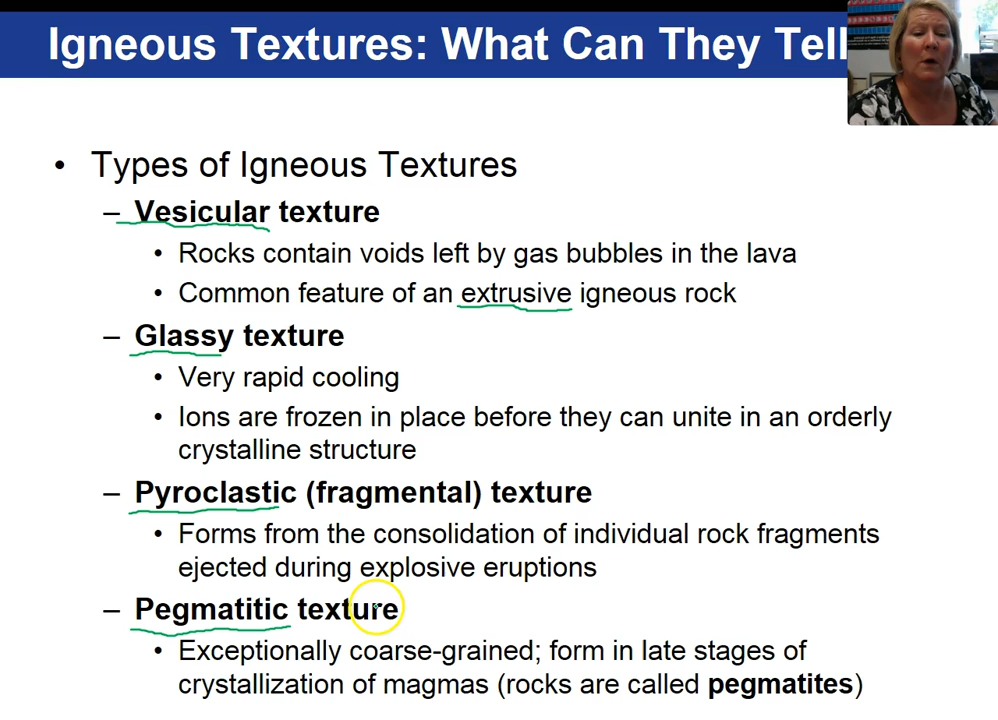 Igneous Textures: What Can They Tell
• Types of Igneous Textures
– Vesicular texture
• Rocks contain voids left by gas bubbles in the lava
• Common feature of an extrusive igneous rock
– Glassy texture
• Very rapid cooling
• Ions are frozen in place before they can unite in an orderly
crystalline structure
– Pyroclastic (fragmental) texture
• Forms from the consolidation of individual rock fragments
ejected during explosive eruptions
– Pegmatitic texture
• Exceptionally coarse-grained; form in late stages of
crystallization of magmas (rocks are called pegmatites)